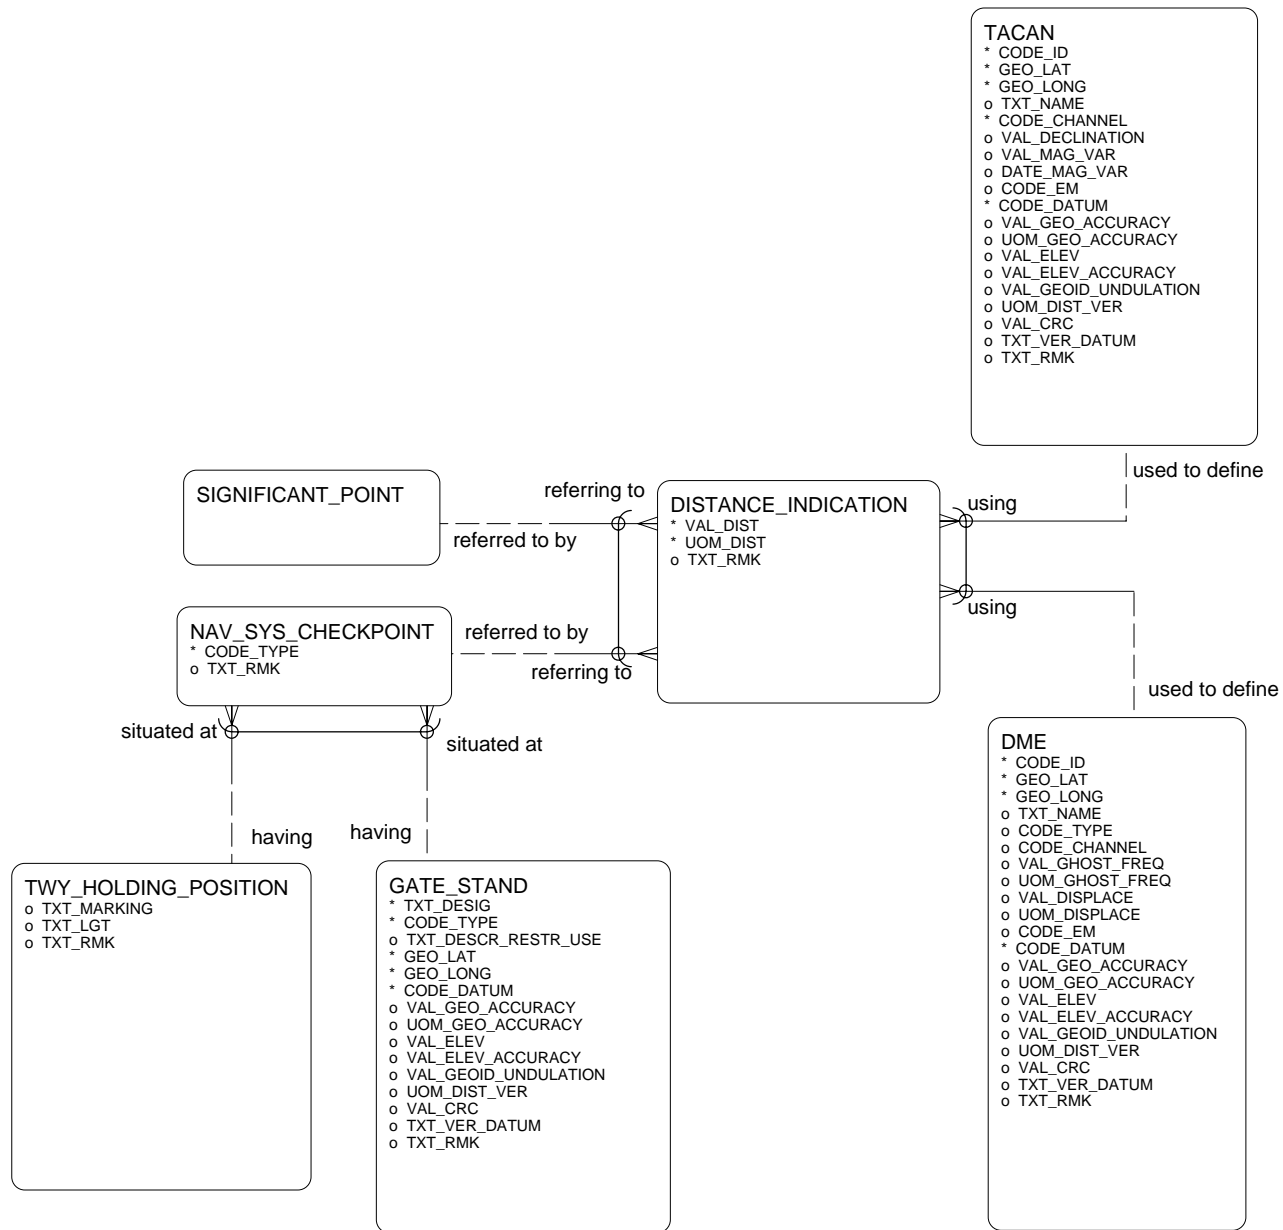 TACAN
* CODE_ID
* GEO_LAT
* GEO_LONG
o TXT_NAME
* CODE_CHANNEL
o VAL_DECLINATION
o VAL_MAG_VAR
o DATE_MAG_VAR
o CODE_EM
* CODE_DATUM
o VAL_GEO_ACCURACY
o UOM_GEO_ACCURACY
o VAL_ELEV
o VAL_ELEV_ACCURACY
o VAL_GEOID_UNDULATION
o UOM_DIST_VER
o VAL_CRC
o TXT_VER_DATUM
o TXT_RMK
used to define
SIGNIFICANT_POINT
referring to
referred to by
DISTANCE_INDICATION
* VAL_DIST
* UOM_DIST
o TXT_RMK
using
using
NAV_SYS_CHECKPOINT
* CODE_TYPE
o TXT_RMK
referred to by
referring to
used to define
situated at
situated at
having
having
TWY_HOLDING_POSITION
o TXT_MARKING
o TXT_LGT
o TXT_RMK
GATE_STAND
* TXT_DESIG
* CODE_TYPE
o TXT_DESCR_RESTR_USE
* GEO_LAT
* GEO_LONG
* CODE_DATUM
o VAL_GEO_ACCURACY
o UOM_GEO_ACCURACY
o VAL_ELEV
o VAL_ELEV_ACCURACY
o VAL_GEOID_UNDULATION
o UOM_DIST_VER
o VAL_CRC
o TXT_VER_DATUM
o TXT_RMK
DME
* CODE_ID
* GEO_LAT
* GEO_LONG
o TXT_NAME
o CODE_TYPE
o CODE_CHANNEL
o VAL_GHOST_FREQ
o UOM_GHOST_FREQ
o VAL_DISPLACE
o UOM_DISPLACE
o CODE_EM
* CODE_DATUM
o VAL_GEO_ACCURACY
o UOM_GEO_ACCURACY
o VAL_ELEV
o VAL_ELEV_ACCURACY
o VAL_GEOID_UNDULATION
o UOM_DIST_VER
o VAL_CRC
o TXT_VER_DATUM
o TXT_RMK